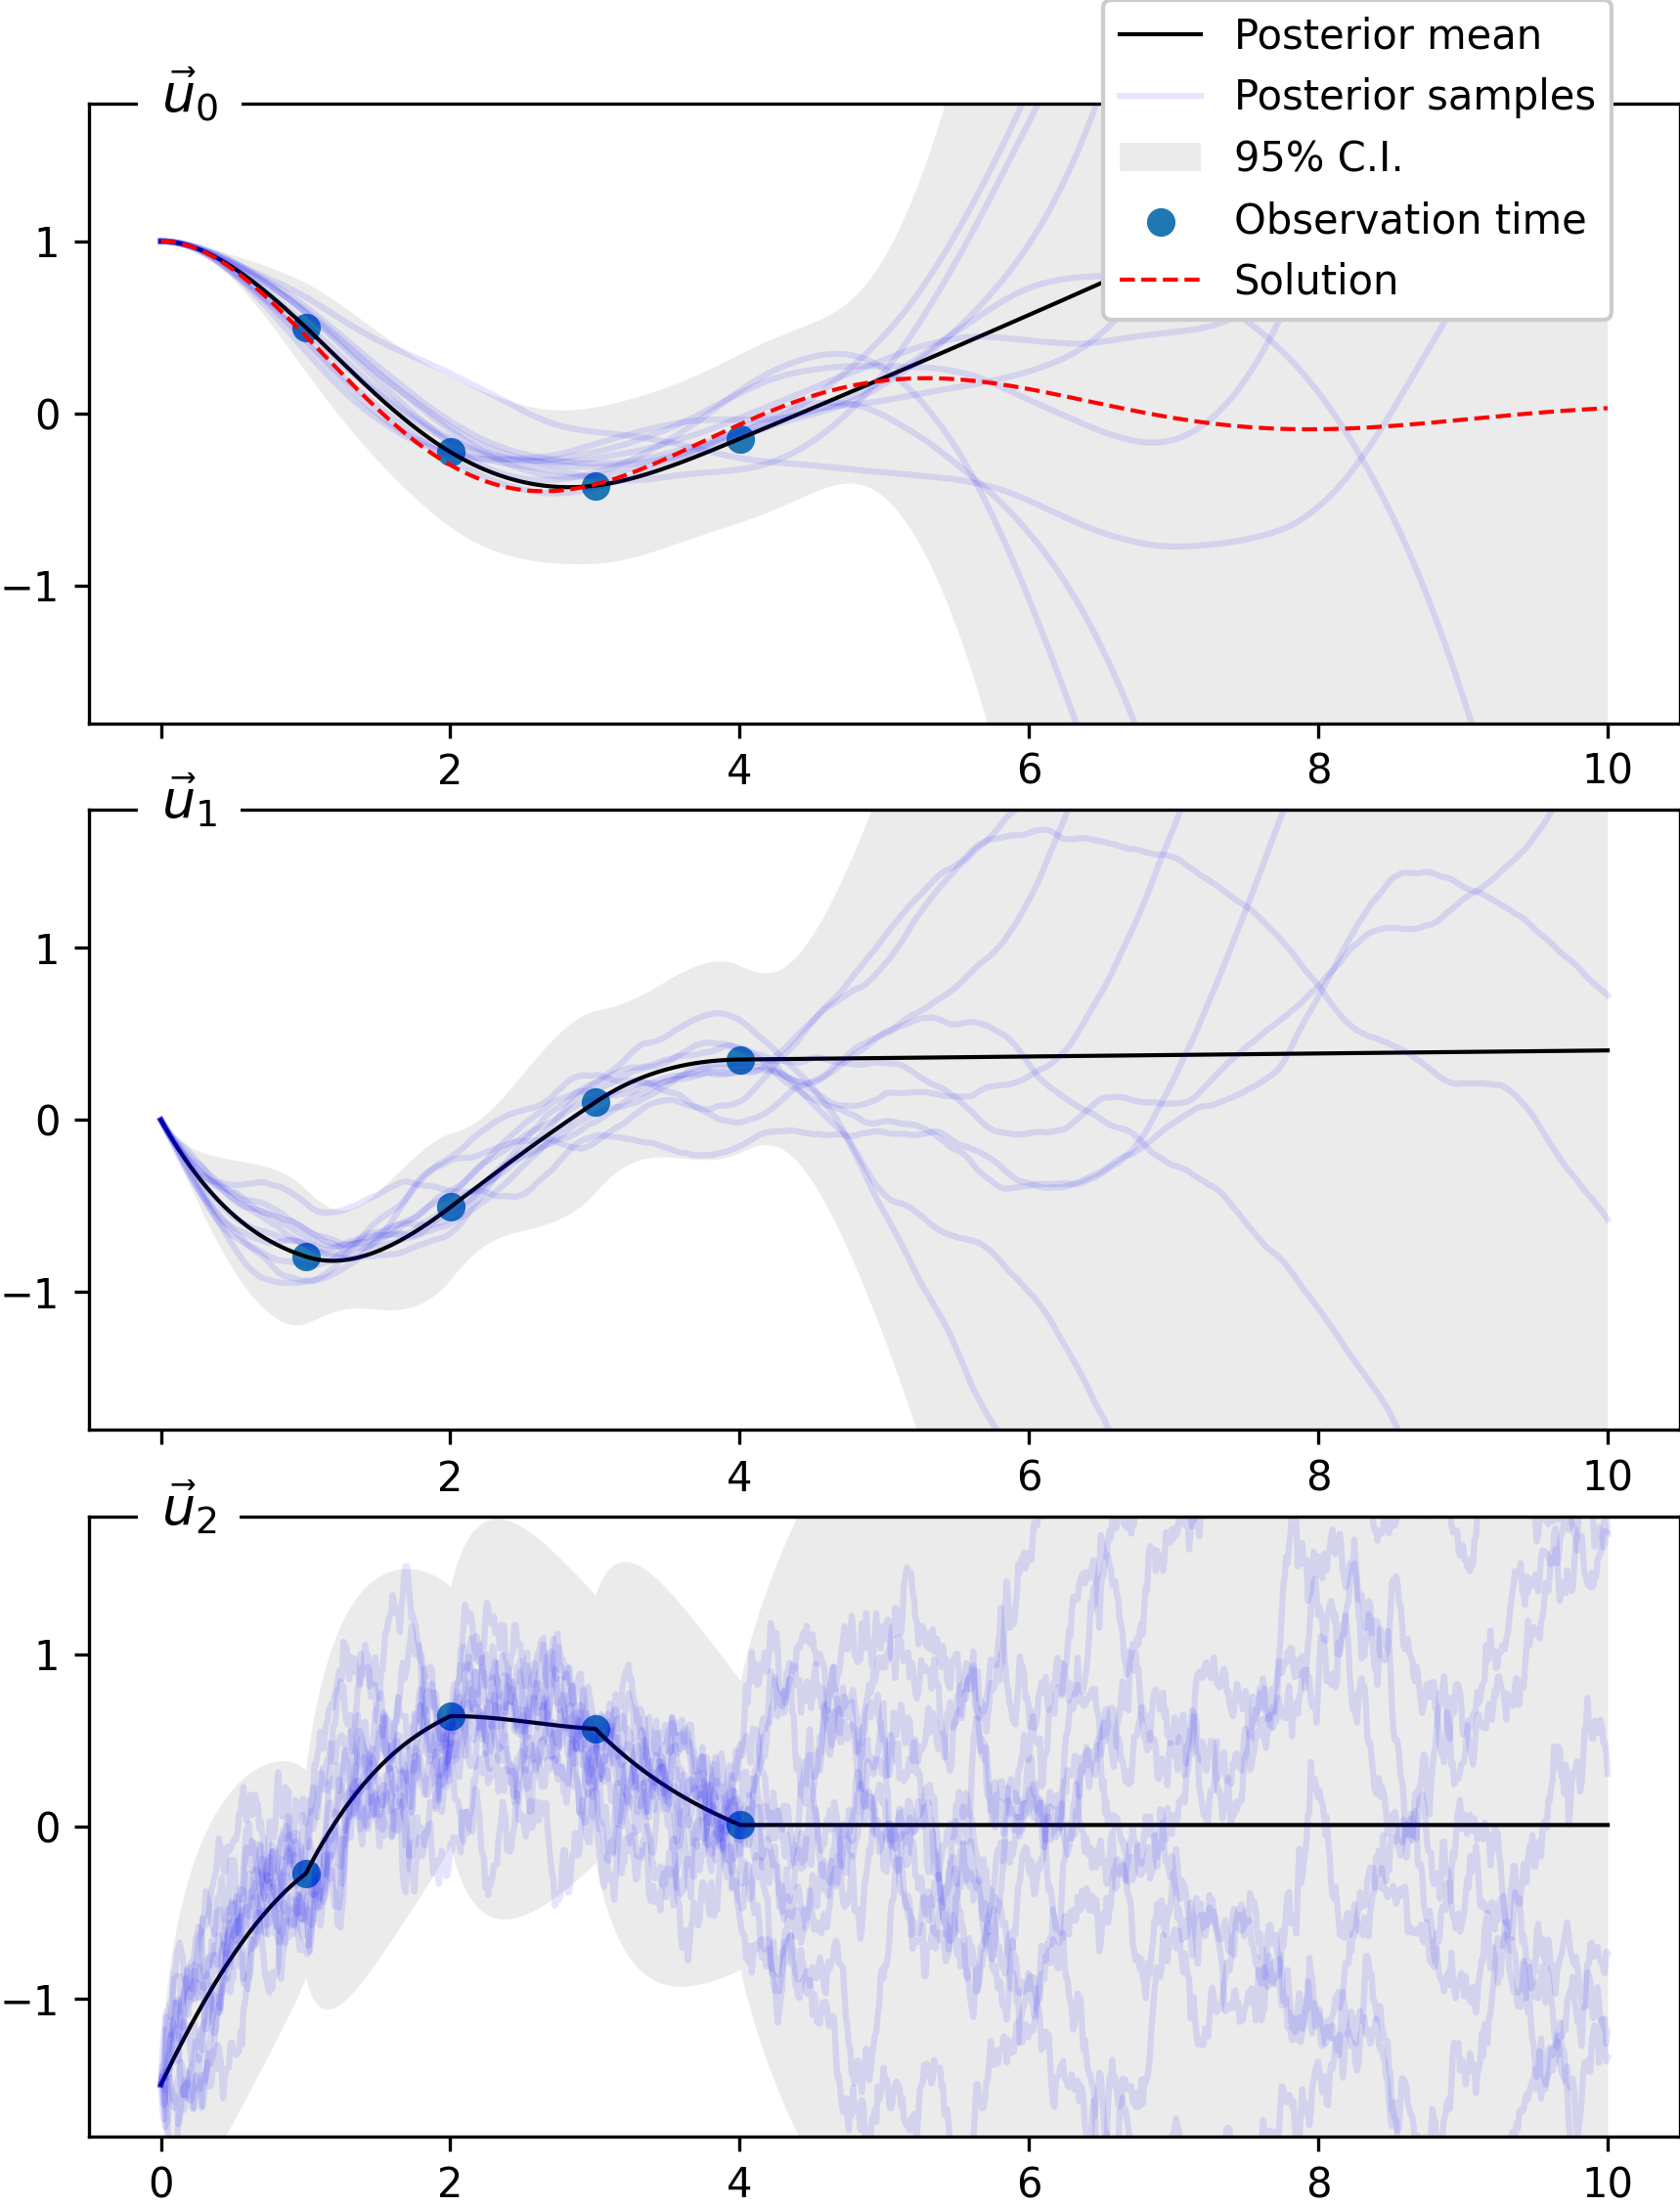 Posterior mean
Posterior samples
95% C.I.
Observation time
Solution
u⃗₀
1
0
−1
2 4 6 8 10
u⃗₁
1
0
−1
2 4 6 8 10
u⃗₂
1
0
−1
0 2 4 6 8 10